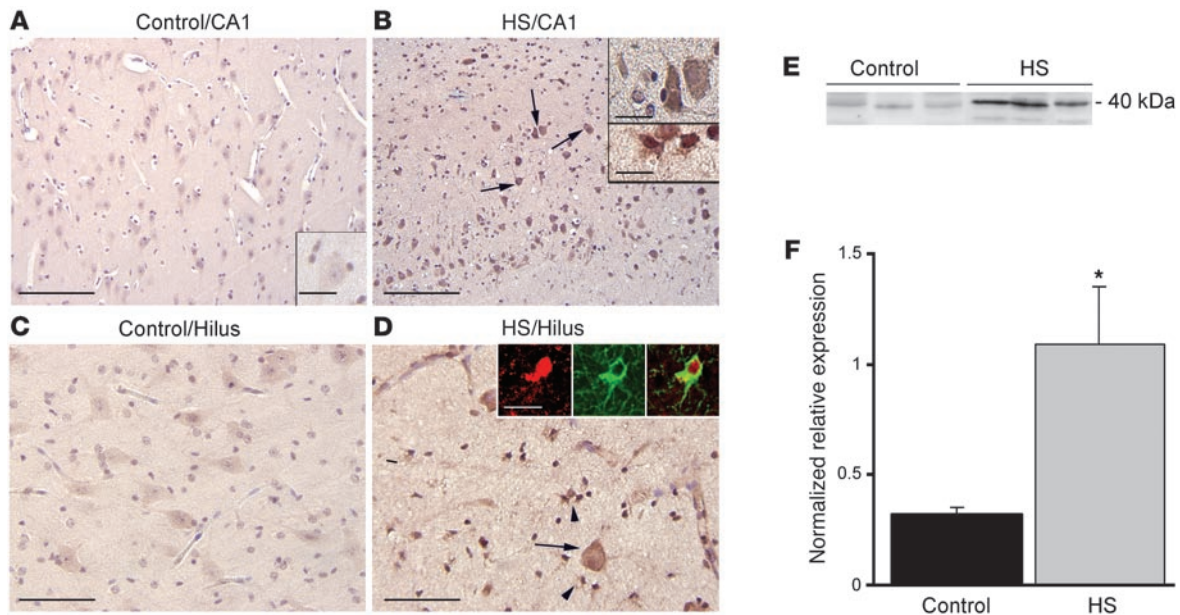 A Control/CA1
B HS/CA1
C Control/Hilus
D HS/Hilus
E Control HS
- 40 kDa
F
Normalized relative expression
1.5
1
0.5
0
*
Control HS